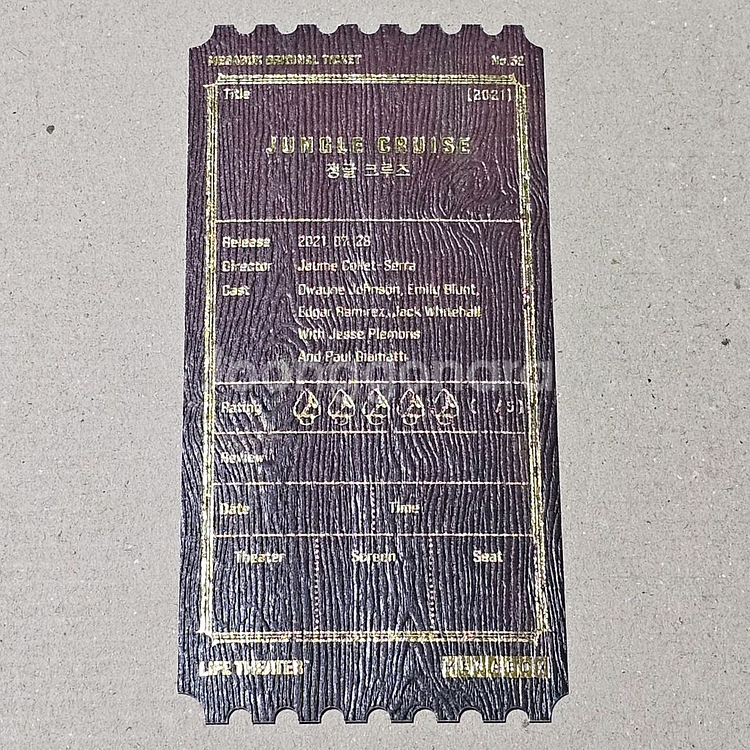 MEGABOX ORIGINAL TICKET No.32
Title [2021]
JUNGLE CRUISE
정글 크루즈
Release 2021.07.28
Director Jaume Collet-Serra
Cast Dwayne Johnson, Emily Blunt,
Edgar Ramirez, Jack Whitehall
With Jesse Plemons
And Paul Giamatti
Rating ( / 5 )
Review
Date Time
Theater Screen Seat
LIFE THEATER MEGABOX